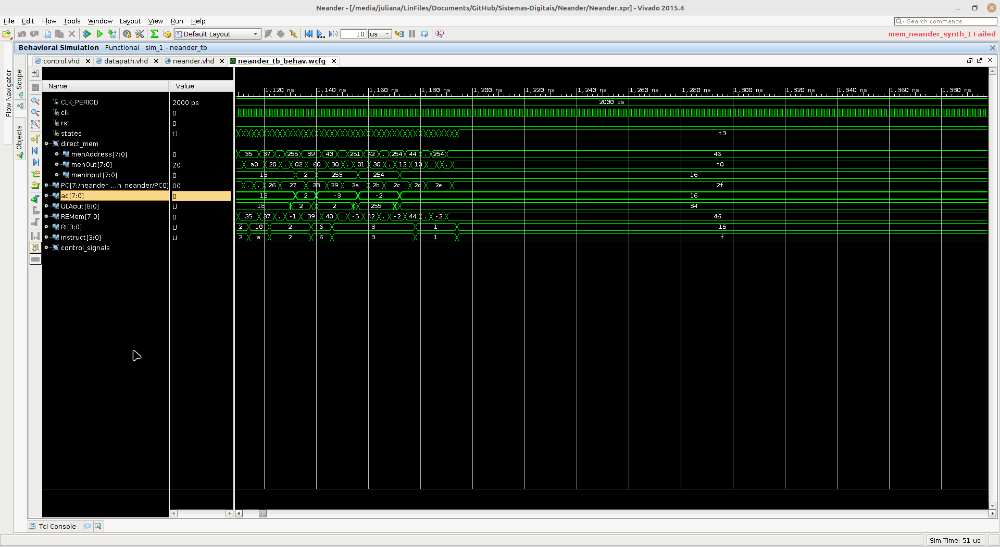 Neander - [/media/juliana/LinFiles/Documents/GitHub/Sistemas-Digitais/Neander/Neander.xpr] - Vivado 2015.4
File Edit Flow Tools Window Layout View Run Help
Search commands
Default Layout 10 us mem_neander_synth_1 Failed
Behavioral Simulation - Functional - sim_1 - neander_tb
control.vhd datapath.vhd neander.vhd neander_tb_behav.wcfg
Flow Navigator
Scope
Objects
Name Value
1,120 ns 1,140 ns 1,160 ns 1,180 ns 1,200 ns 1,220 ns 1,240 ns 1,260 ns 1,280 ns 1,300 ns 1,320 ns 1,340 ns 1,360 ns 1,380 ns
CLK_PERIOD 2000 ps 2000 ps
clk 0
rst 0
states t1 t3
direct_mem
menAddress[7:0] 0 35 37 . 255 39 40 . 251 42 . 254 44 . 254 46
menOut[7:0] 20 a0 20 . 02 60 30 . 01 30 . 12 10 . . f0
menInput[7:0] 0 18 2 253 254 16
PC[7:/neander_...h_neander/PC0] 00 . . 26 27 28 29 2a 2b 2c 2d 2e 2f
ac[7:0] 0 18 2 -3 -2 16
ULAout[8:0] U 18 2 2 255 34
REMem[7:0] 0 35 37 . -1 39 40 . -5 42 . -2 44 . -2 46
RI[3:0] U 2 10 2 6 3 1 15
instruct[3:0] U 2 a 2 6 3 1 f
control_signals
Tcl Console
Sim Time: 51 us